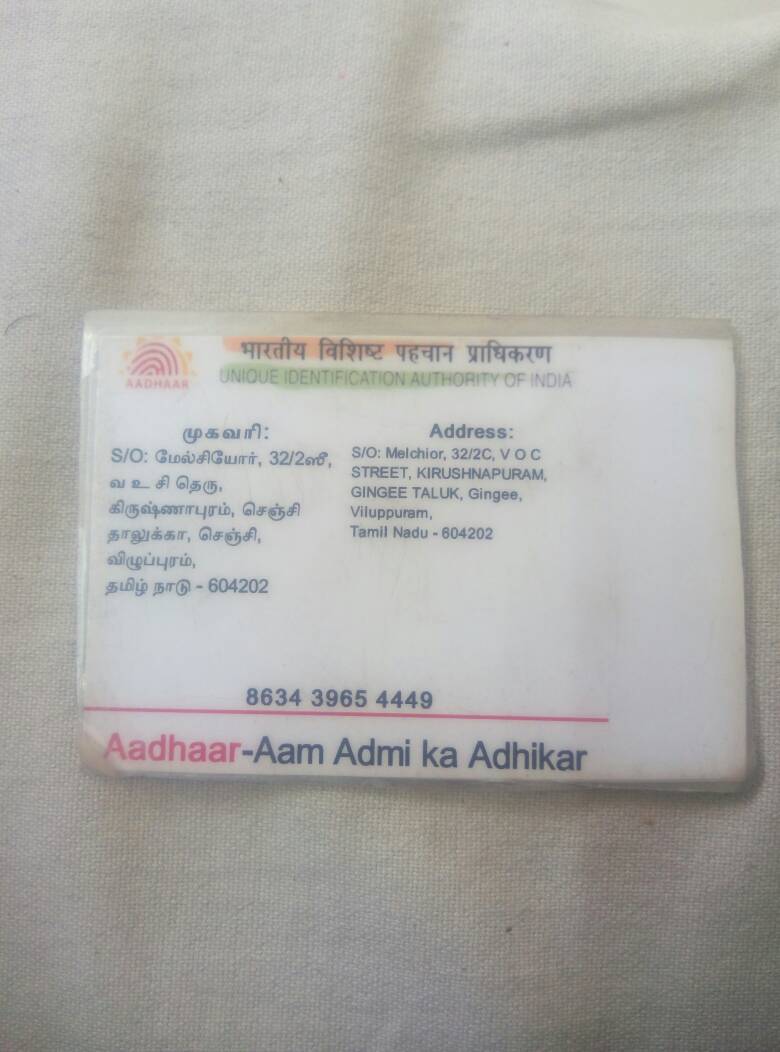 भारतीय विशिष्ट पहचान प्राधिकरण
AADHAAR
UNIQUE IDENTIFICATION AUTHORITY OF INDIA
முகவரி:
S/O: மேல்சியோர், 32/2ஸீ,
வ உ சி தெரு,
கிருஷ்ணாபுரம், செஞ்சி
தாலுக்கா, செஞ்சி,
விழுப்புரம்,
தமிழ் நாடு - 604202
Address:
S/O: Melchior, 32/2C, V O C
STREET, KIRUSHNAPURAM,
GINGEE TALUK, Gingee,
Viluppuram,
Tamil Nadu - 604202
8634 3965 4449
Aadhaar-Aam Admi ka Adhikar